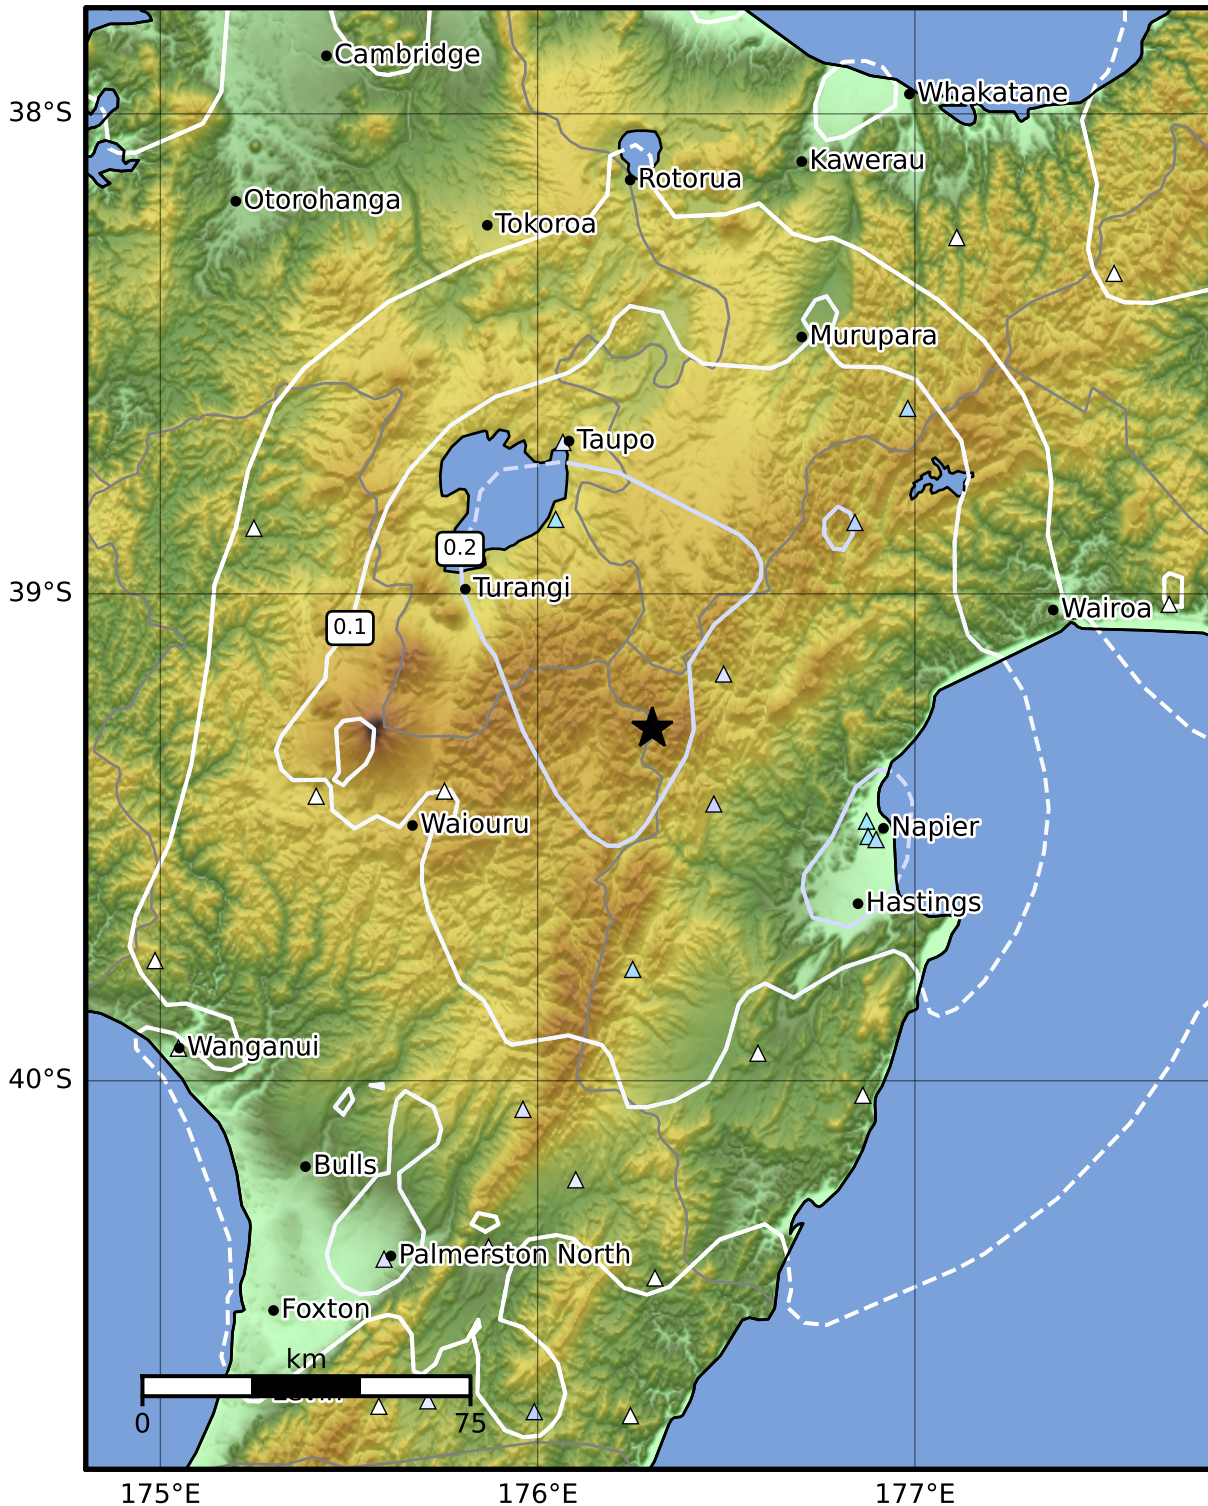 Cambridge
Whakatane
38°S
Kawerau
Rotorua
Otorohanga
Tokoroa
Murupara
Taupo
0.2
Turangi
39°S
Wairoa
0.1
Waiouru
Napier
Hastings
Wanganui
40°S
Bulls
Palmerston North
Foxton
km
Levin
0
75
175°E
176°E
177°E